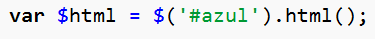 var $html = $('#azul').html();